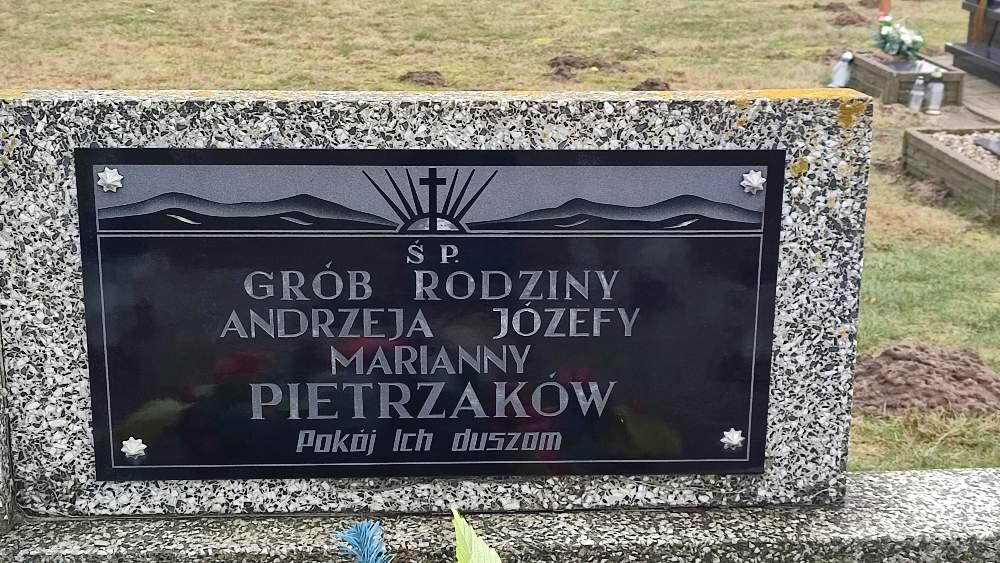 Ś P.
GRÓB RODZINY
ANDRZEJA JÓZEFY
MARIANNY
PIETRZAKÓW
Pokój Ich duszom